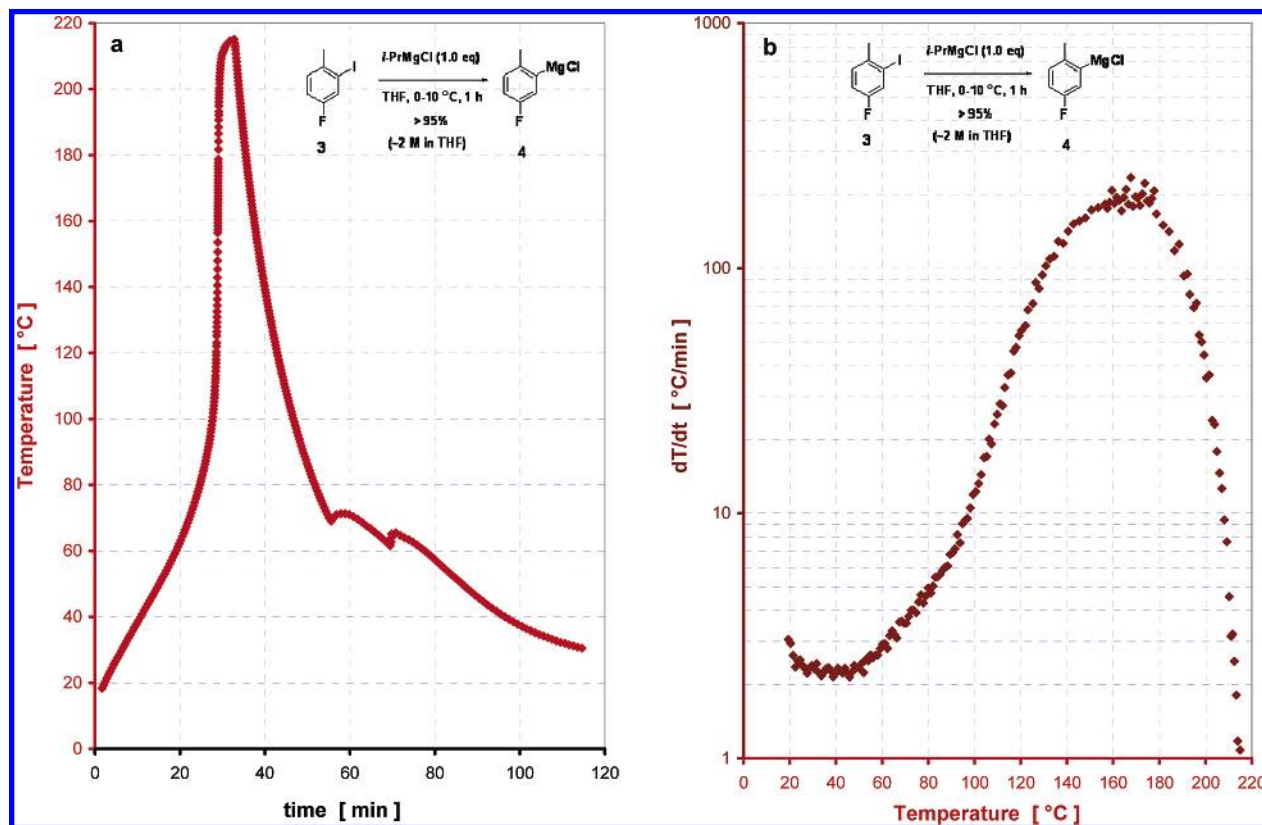 a
I
i-PrMgCl (1.0 eq)
MgCl
THF, 0-10 °C, 1 h
> 95%
F
F
(~2 M in THF)
3
4
220
200
180
160
140
120
100
80
60
40
20
0
Temperature [ °C]
0
20
40
60
80
100
120
time [ min]
b
I
i-PrMgCl (1.0 eq)
MgCl
THF, 0-10 °C, 1 h
> 95%
F
F
(~2 M in THF)
3
4
1000
100
10
1
dT/dt [ °C/min]
0
20
40
60
80
100
120
140
160
180
200
220
Temperature [ °C]